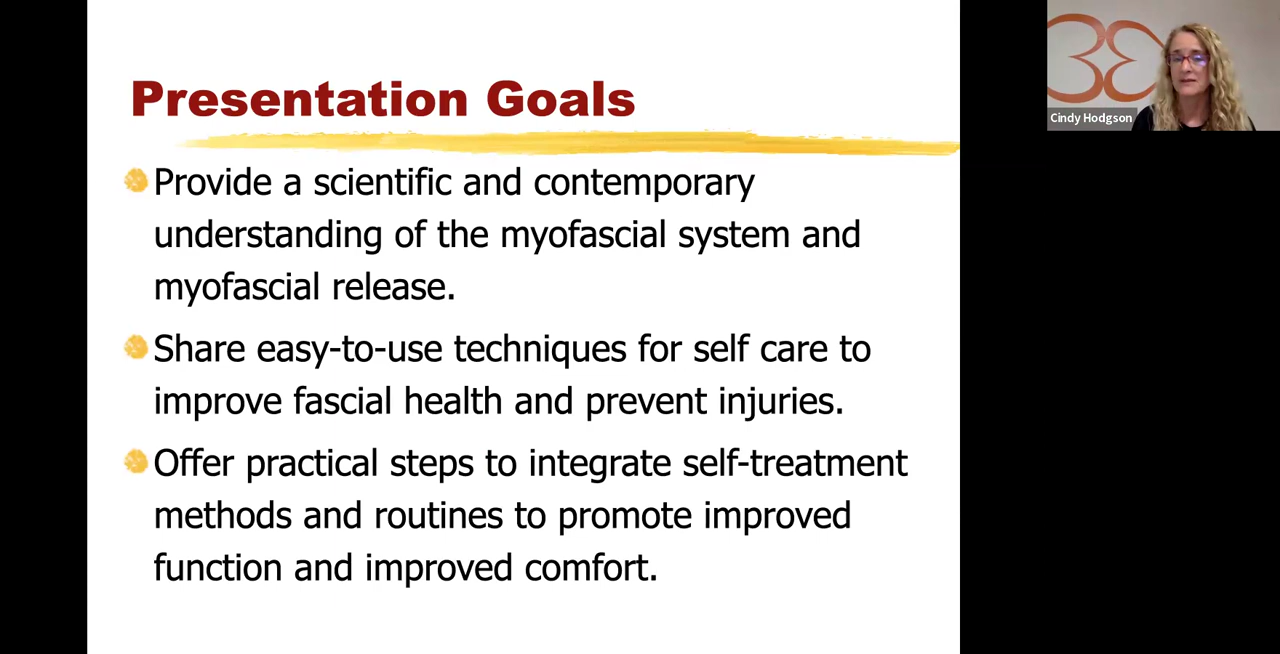 Presentation Goals
Provide a scientific and contemporary
understanding of the myofascial system and
myofascial release.
Share easy-to-use techniques for self care to
improve fascial health and prevent injuries.
Offer practical steps to integrate self-treatment
methods and routines to promote improved
function and improved comfort.
Cindy Hodgson